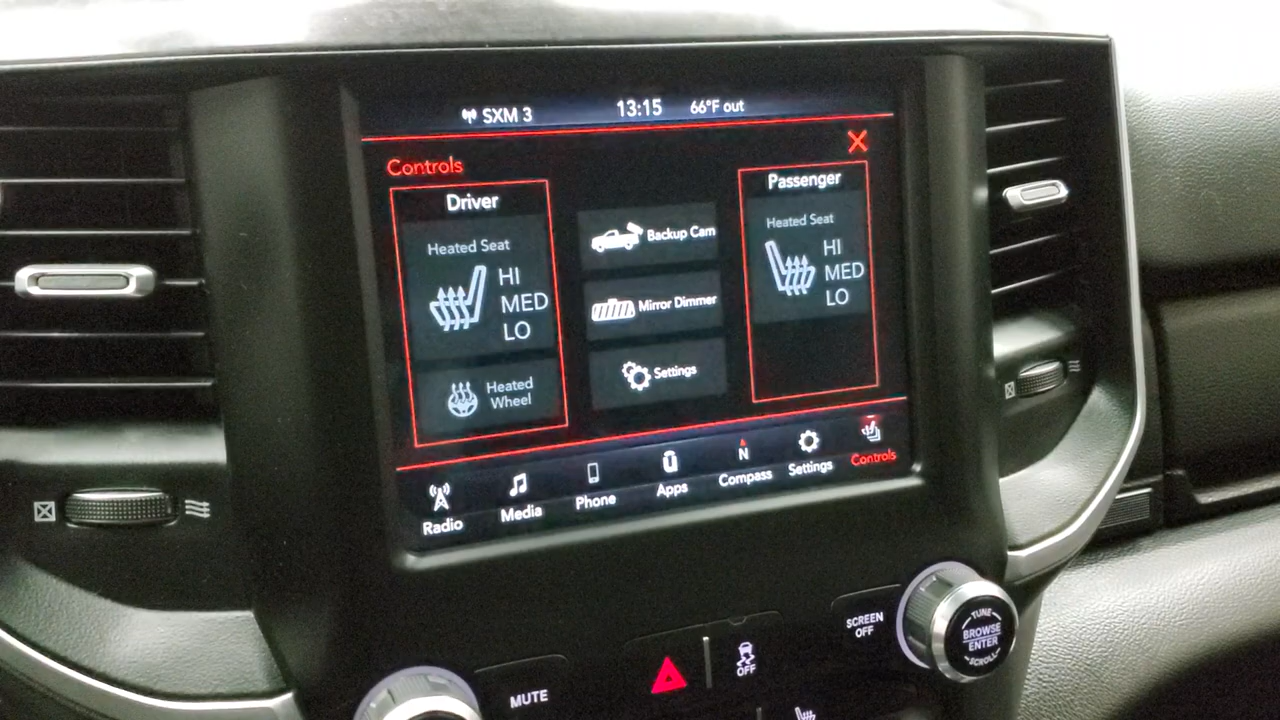 SXM 3 13:15 66°F out
Controls
Driver
Heated Seat
HI
MED
LO
Heated
Wheel
Backup Cam
Mirror Dimmer
Settings
Passenger
Heated Seat
HI
MED
LO
Radio Media Phone Apps N Compass Settings Controls
MUTE
OFF
SCREEN
OFF
TUNE
BROWSE
ENTER
SCROLL